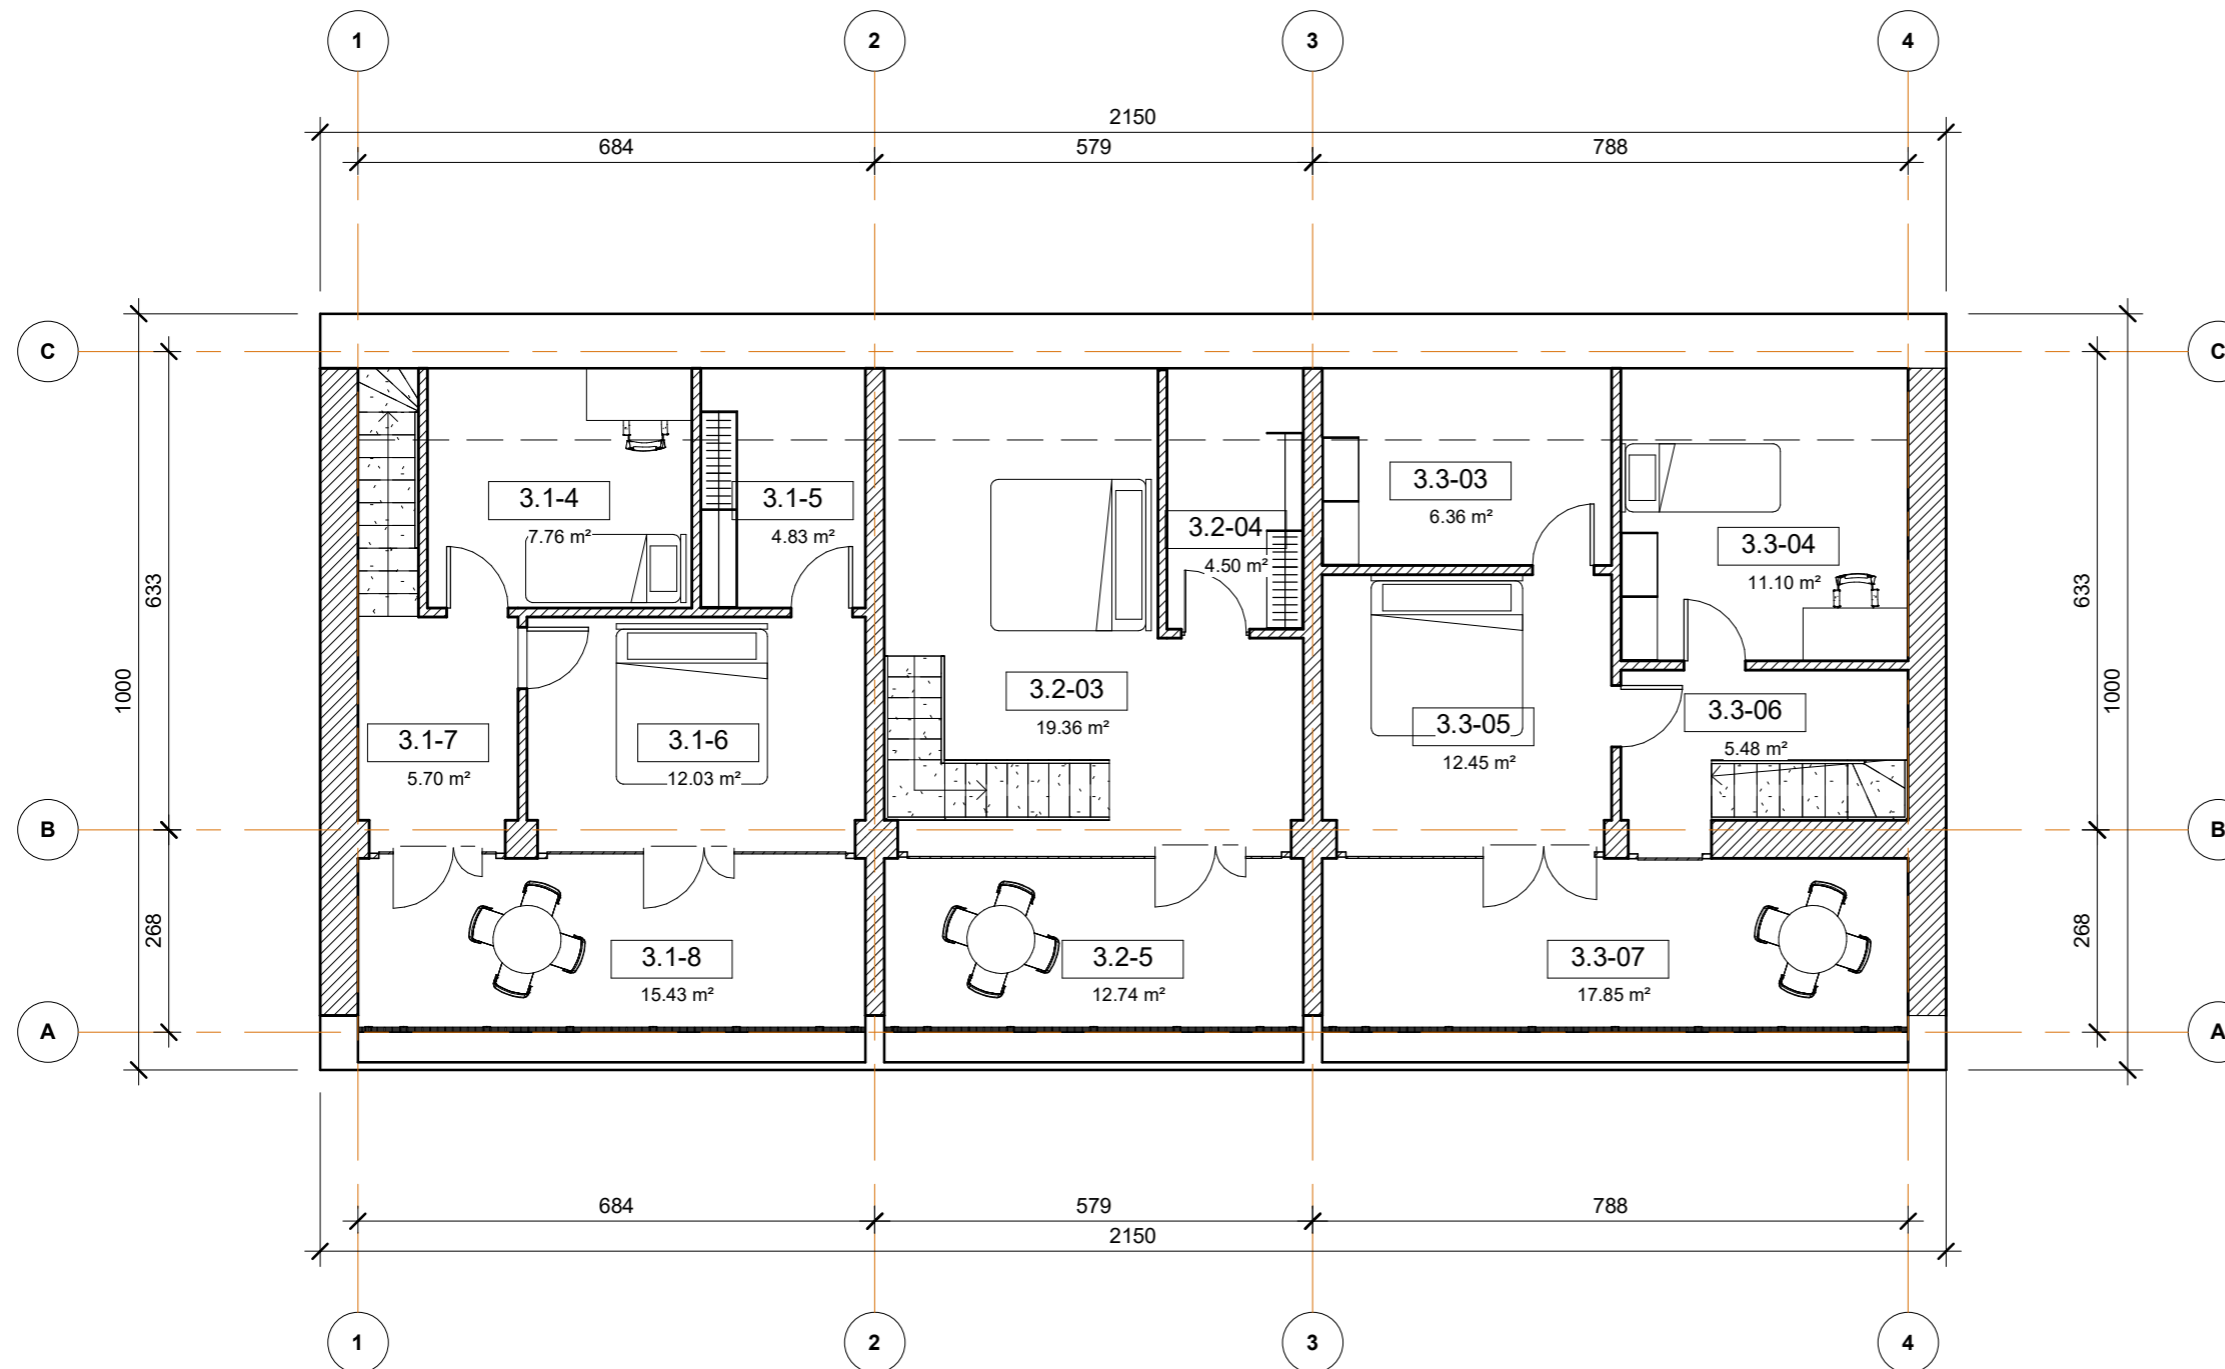 1 2 3 4
2150
684 579 788
C C
3.1-4
7.76 m²
3.1-5
4.83 m²
3.2-04
4.50 m²
3.3-03
6.36 m²
3.3-04
11.10 m²
633 633
1000 1000
3.1-7
5.70 m²
3.1-6
12.03 m²
3.2-03
19.36 m²
3.3-05
12.45 m²
3.3-06
5.48 m²
B B
268 268
3.1-8
15.43 m²
3.2-5
12.74 m²
3.3-07
17.85 m²
A A
684 579 788
2150
1 2 3 4